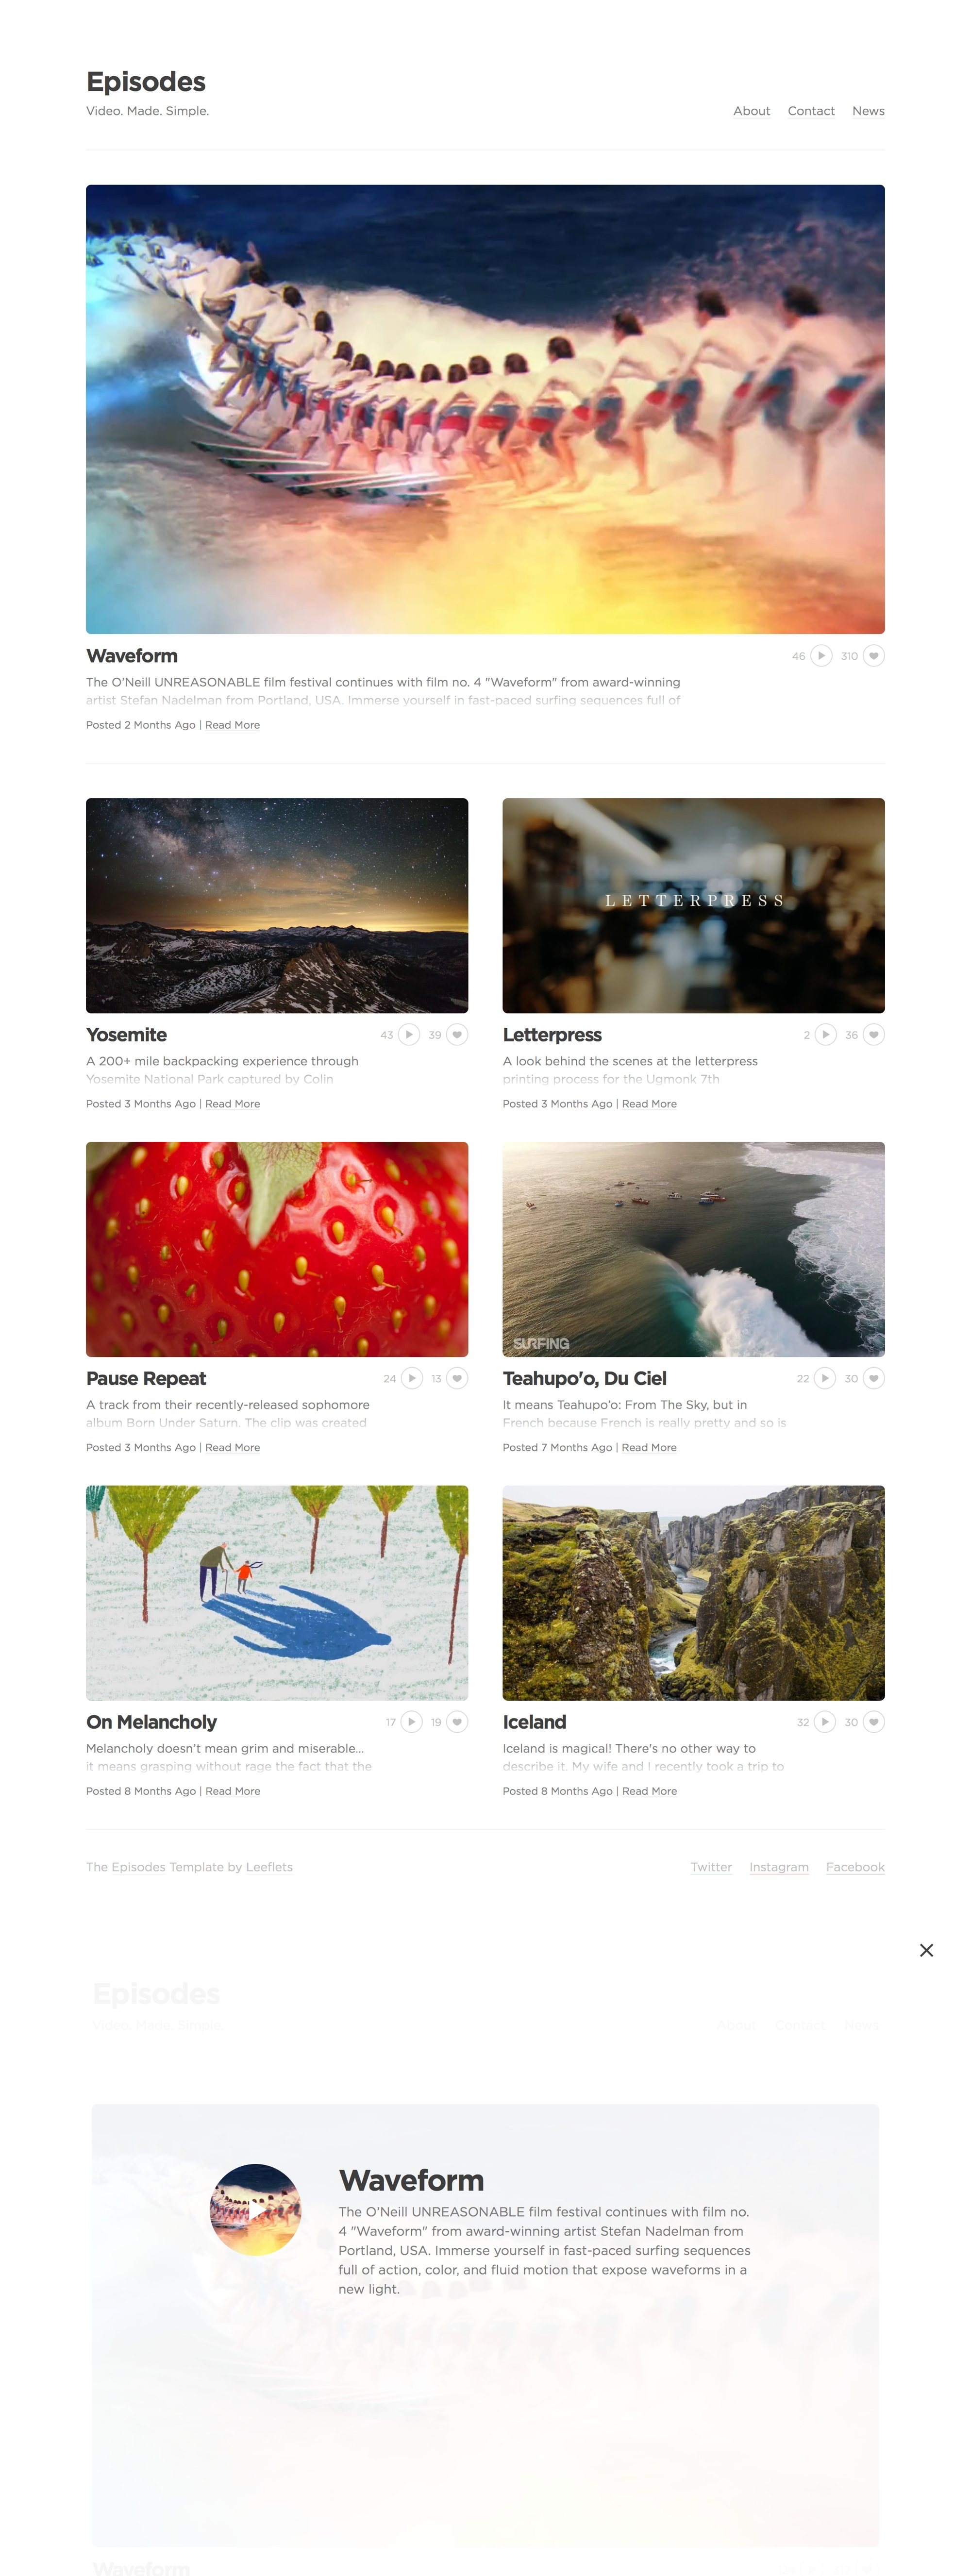 Episodes
Video. Made. Simple.
About Contact News
Waveform
46 310
The O'Neill UNREASONABLE film festival continues with film no. 4 "Waveform" from award-winning
artist Stefan Nadelman from Portland, USA. Immerse yourself in fast-paced surfing sequences full of
Posted 2 Months Ago | Read More
LETTERPRESS
Yosemite
43 39
A 200+ mile backpacking experience through
Yosemite National Park captured by Colin
Posted 3 Months Ago | Read More
Letterpress
2 36
A look behind the scenes at the letterpress
printing process for the Ugmonk 7th
Posted 3 Months Ago | Read More
SURFING
Pause Repeat
24 13
A track from their recently-released sophomore
album Born Under Saturn. The clip was created
Posted 3 Months Ago | Read More
Teahupo'o, Du Ciel
22 30
It means Teahupo'o: From The Sky, but in
French because French is really pretty and so is
Posted 7 Months Ago | Read More
On Melancholy
17 19
Melancholy doesn't mean grim and miserable...
it means grasping without rage the fact that the
Posted 8 Months Ago | Read More
Iceland
32 30
Iceland is magical! There's no other way to
describe it. My wife and I recently took a trip to
Posted 8 Months Ago | Read More
The Episodes Template by Leeflets
Twitter Instagram Facebook
Episodes
Video. Made. Simple.
About Contact News
Waveform
The O'Neill UNREASONABLE film festival continues with film no.
4 "Waveform" from award-winning artist Stefan Nadelman from
Portland, USA. Immerse yourself in fast-paced surfing sequences
full of action, color, and fluid motion that expose waveforms in a
new light.
Waveform